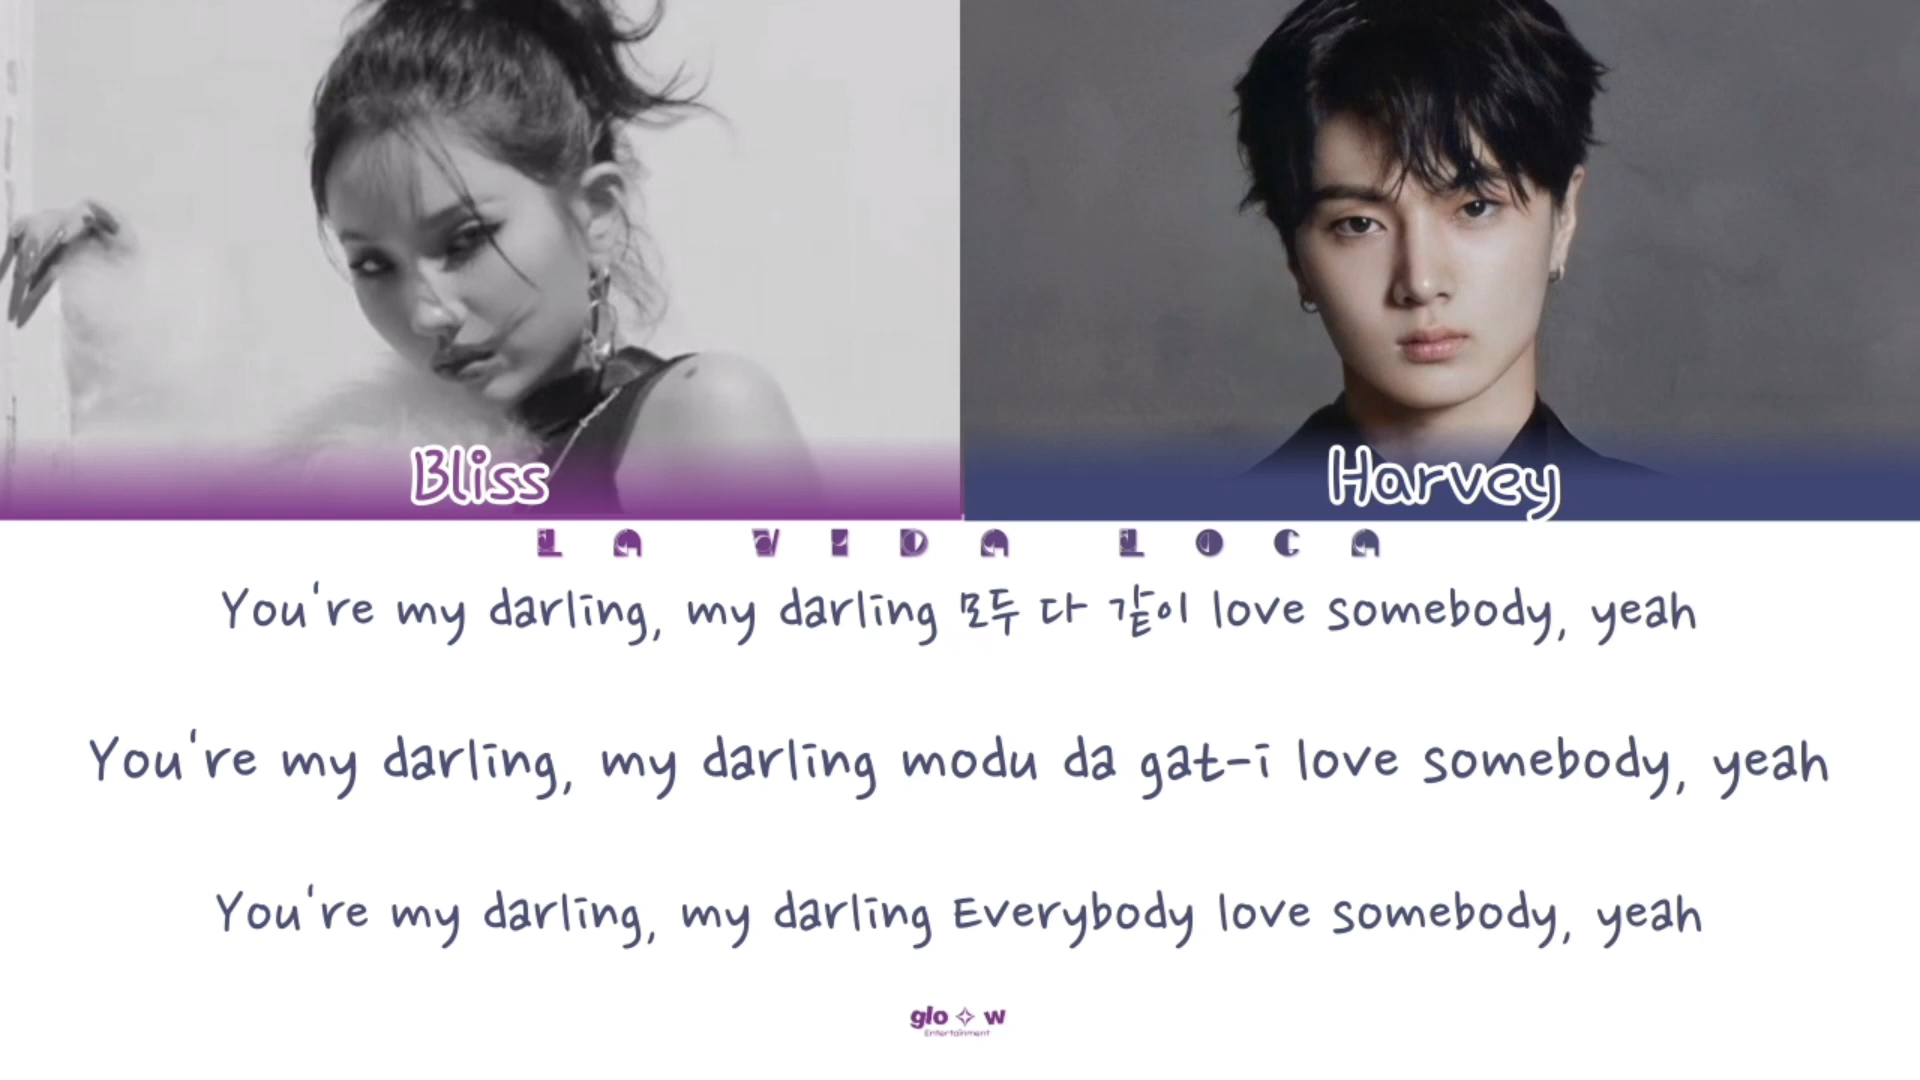 Bliss
Harvey
LA VIDA LOCA
You're my darling, my darling 모두 다 같이 love somebody, yeah
You're my darling, my darling modu da gat-i love somebody, yeah
You're my darling, my darling Everybody love somebody, yeah
glo w
Entertainment